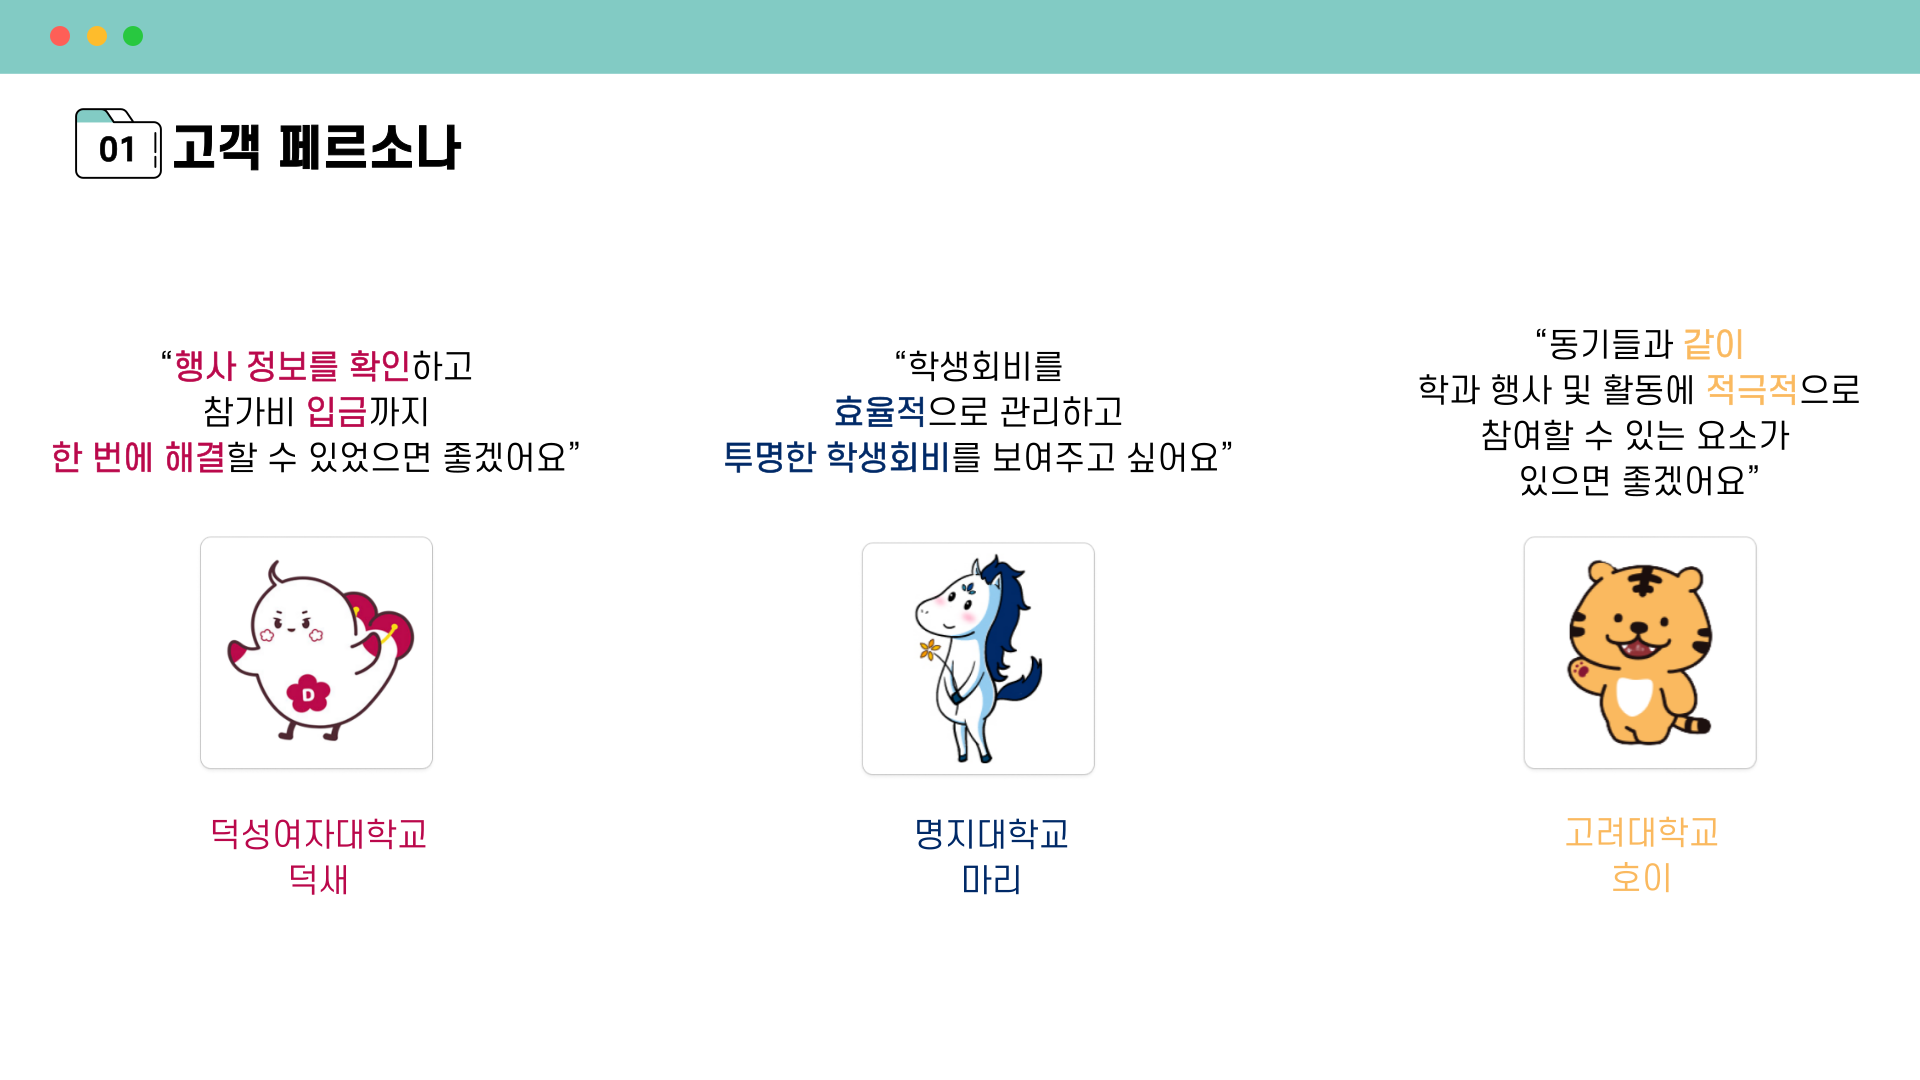 01 고객 페르소나
“행사 정보를 확인하고
참가비 입금까지
한 번에 해결할 수 있었으면 좋겠어요”
“학생회비를
효율적으로 관리하고
투명한 학생회비를 보여주고 싶어요”
“동기들과 같이
학과 행사 및 활동에 적극적으로
참여할 수 있는 요소가
있으면 좋겠어요”
D
덕성여자대학교
덕새
명지대학교
마리
고려대학교
호이